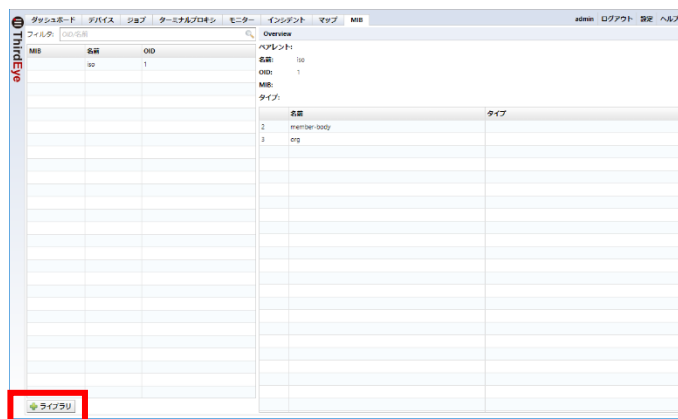 ThirdEye
ダッシュボード デバイス ジョブ ターミナルプロキシ モニター インシデント マップ MIB admin ログアウト 設定 ヘルプ
フィルタ: OID/名前
MIB 名前 OID
iso 1
Overview
ペアレント:
名前: iso
OID: 1
MIB:
タイプ:
名前 タイプ
2 member-body
3 org
ライブラリ